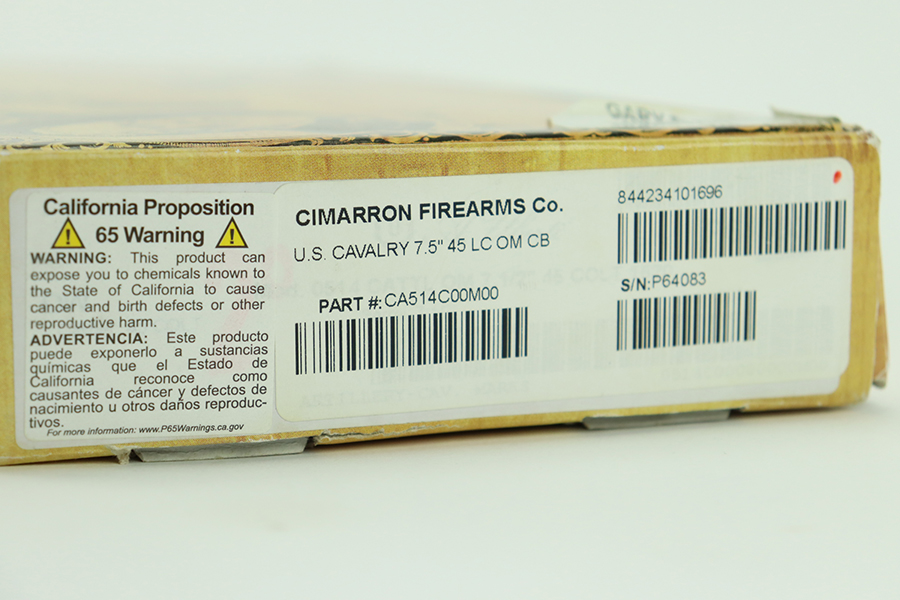 California Proposition
65 Warning
WARNING: This product can
expose you to chemicals known to
the State of California to cause
cancer and birth defects or other
reproductive harm.
ADVERTENCIA: Este producto
puede exponerlo a sustancias
químicas que el Estado de
California reconoce como
causantes de cáncer y defectos de
nacimiento u otros daños reproduc-
tivos.
For more information: www.P65Warnings.ca.gov
CIMARRON FIREARMS Co.
U.S. CAVALRY 7.5" 45 LC OM CB
PART #:CA514C00M00
844234101696
S/N:P64083